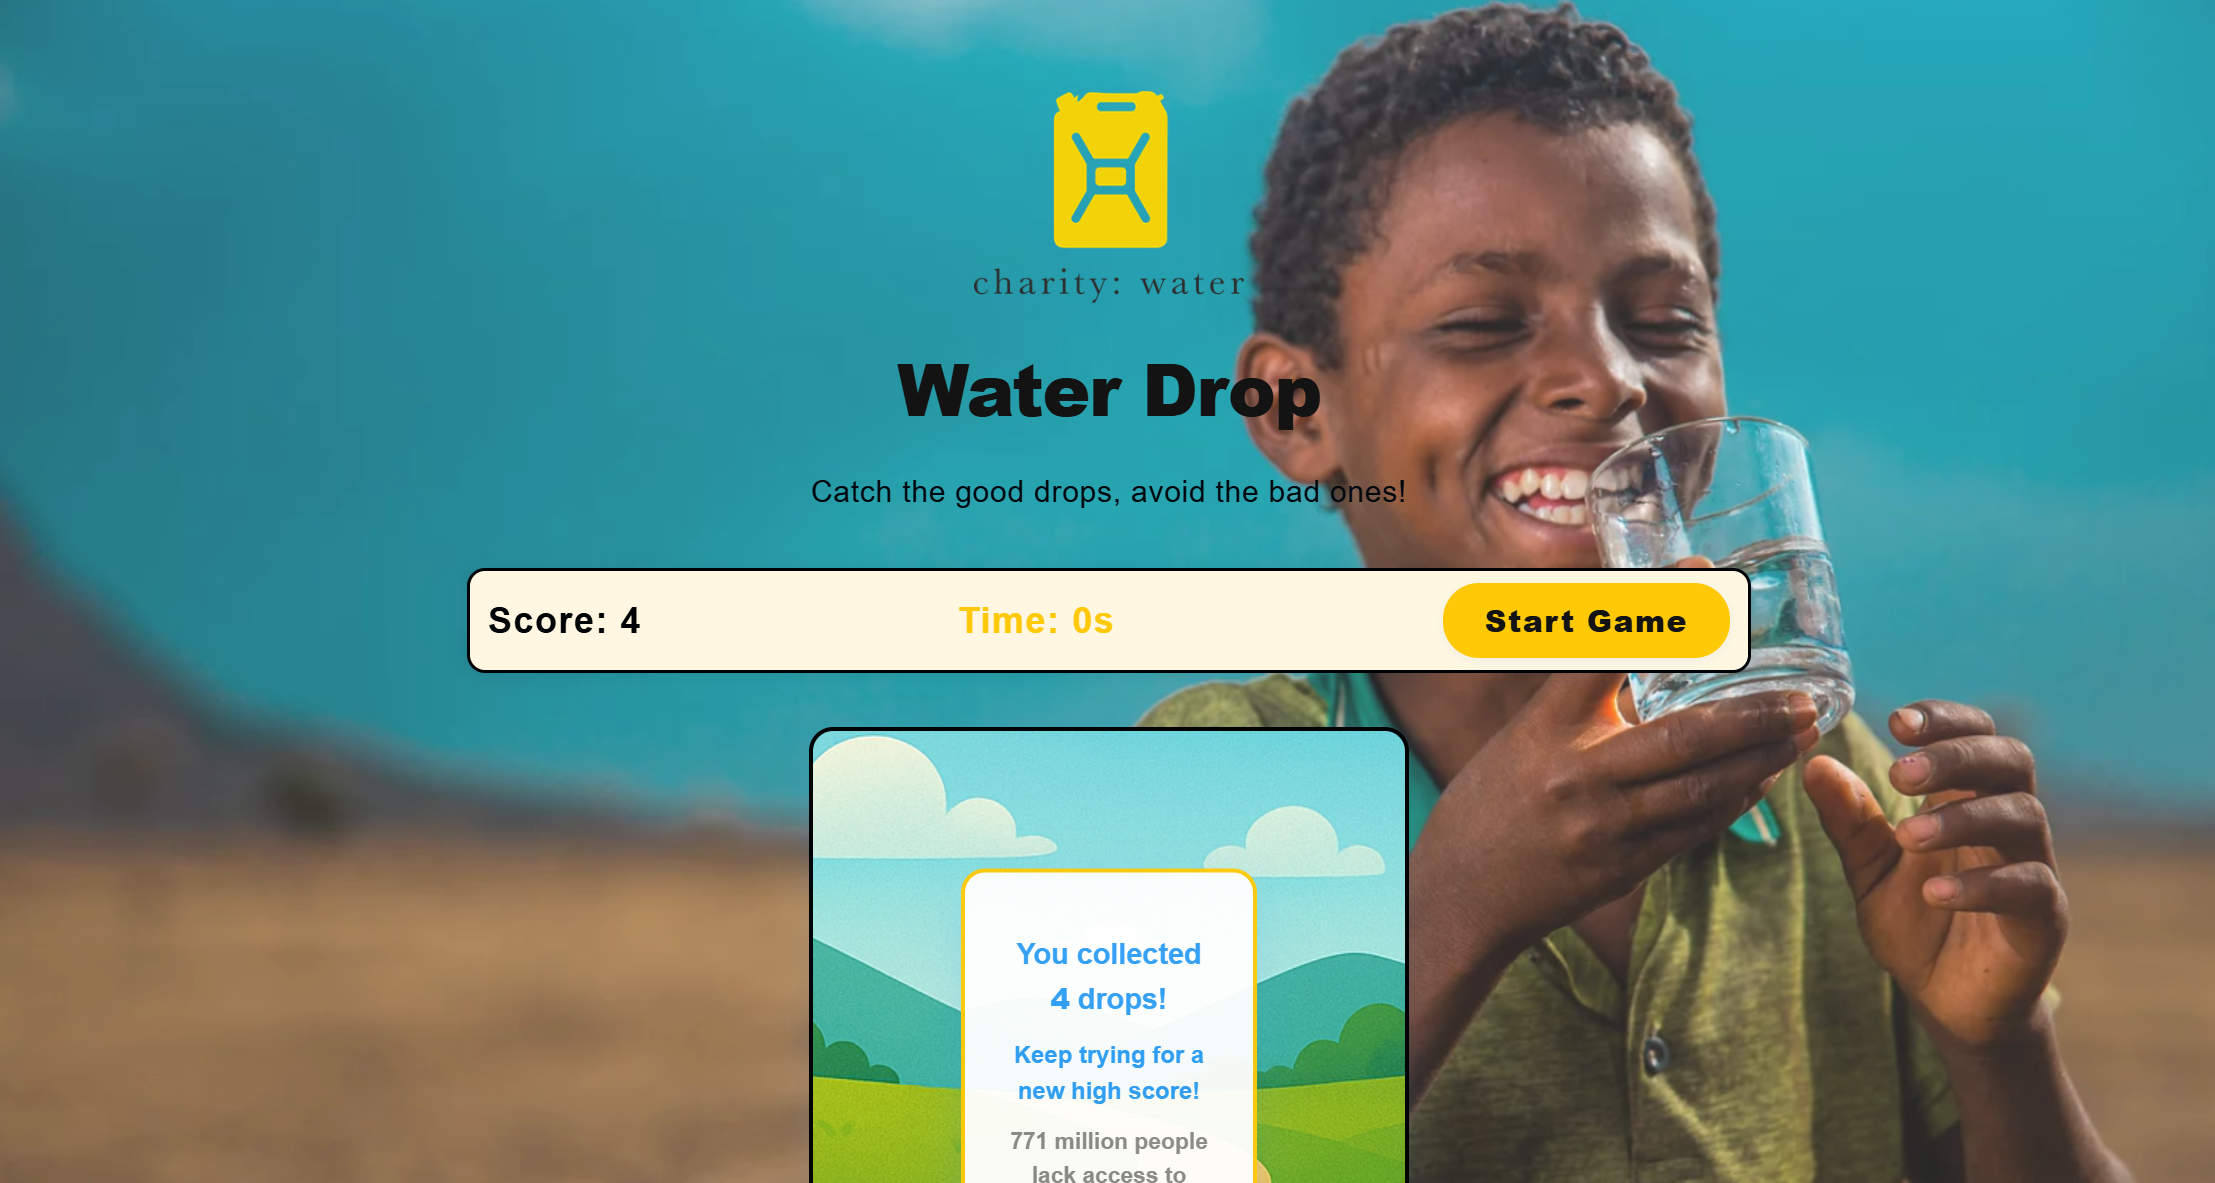 charity: water
Water Drop
Catch the good drops, avoid the bad ones!
Score: 4
Time: 0s
Start Game
You collected
4 drops!
Keep trying for a
new high score!
771 million people
lack access to